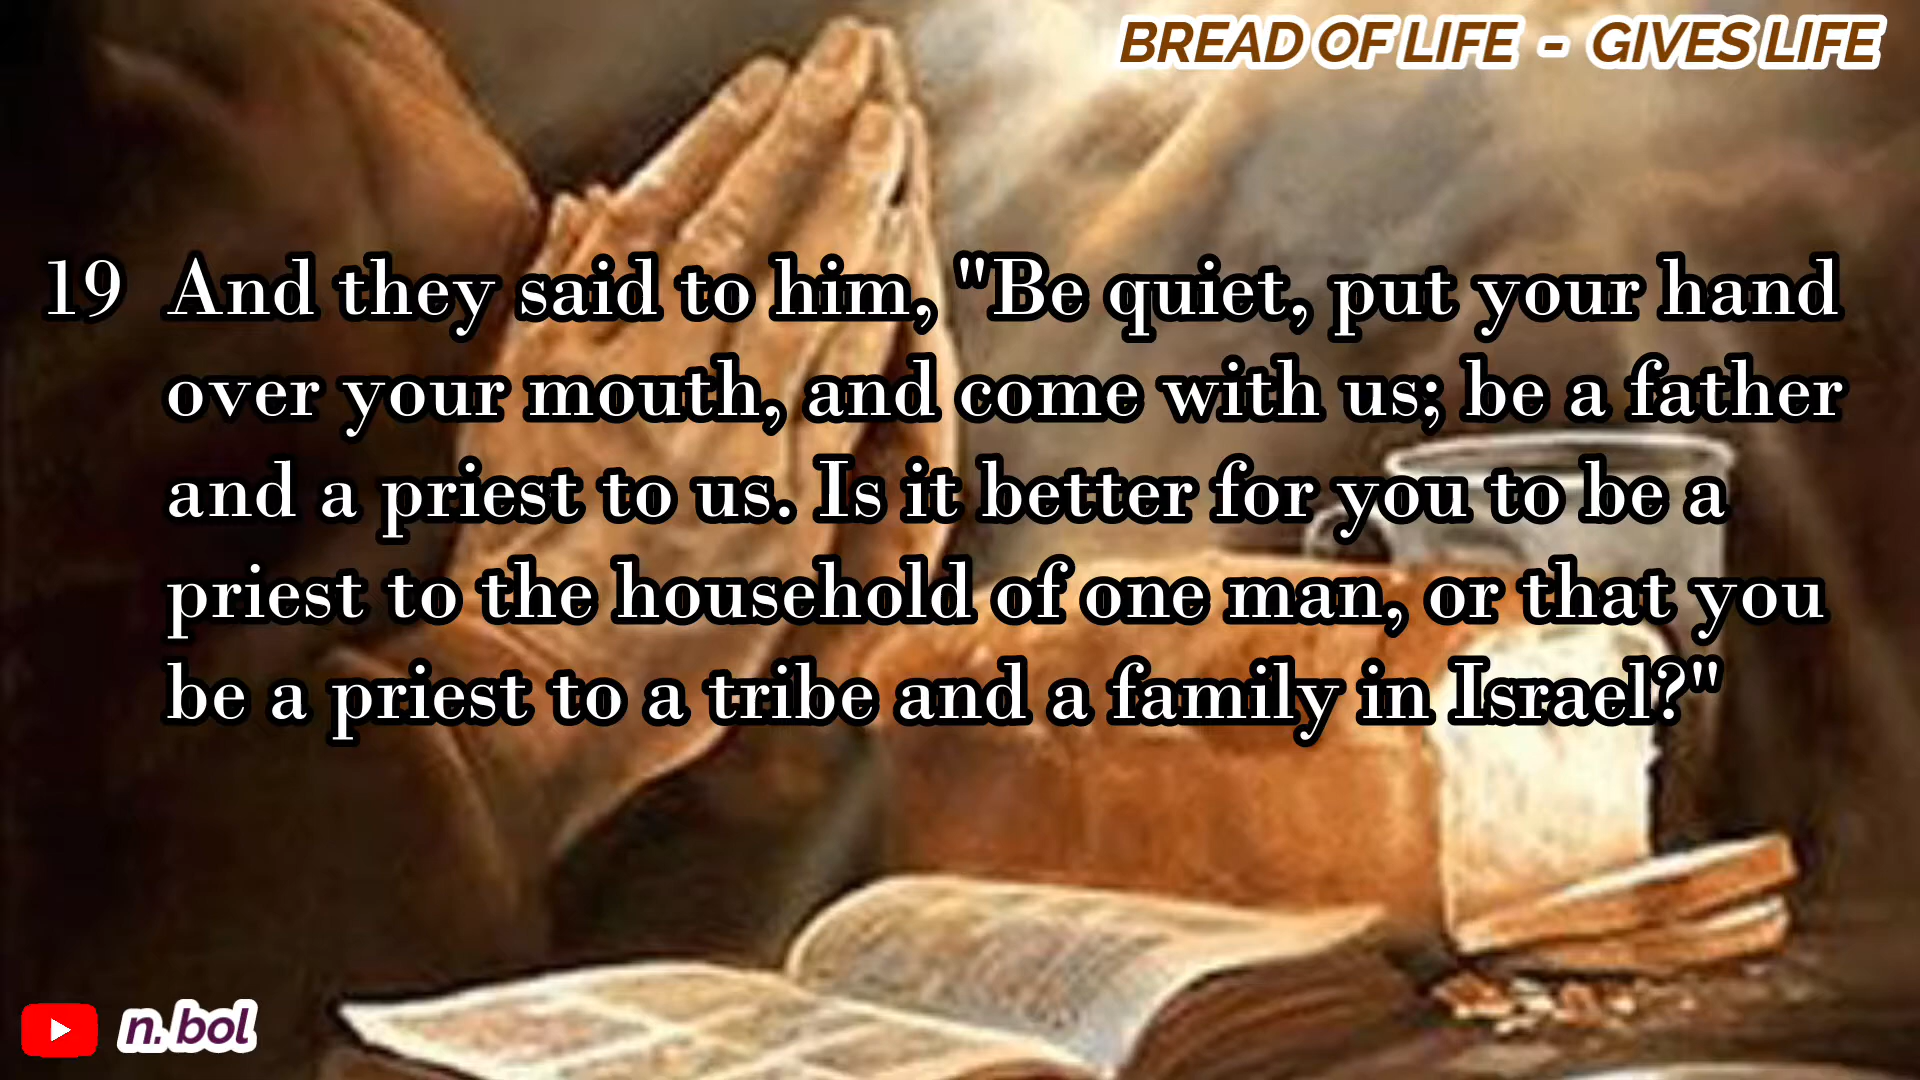 BREAD OF LIFE - GIVES LIFE
19 And they said to him, "Be quiet, put your hand
over your mouth, and come with us; be a father
and a priest to us. Is it better for you to be a
priest to the household of one man, or that you
be a priest to a tribe and a family in Israel?"
n. bol